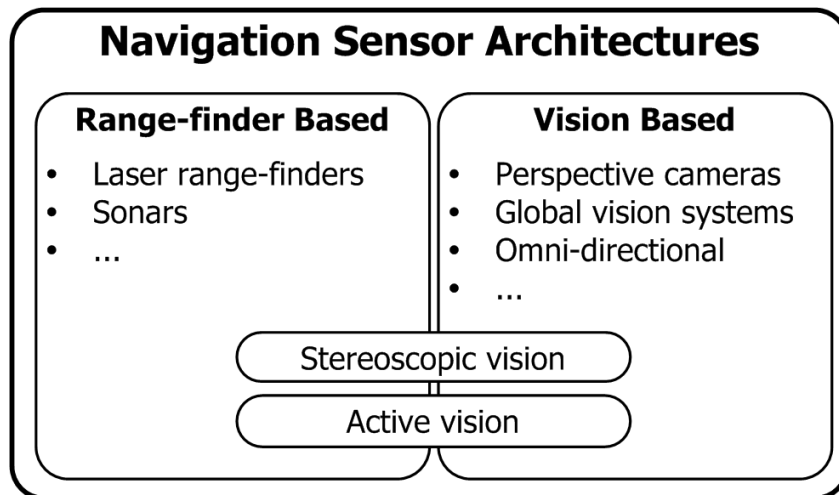 Navigation Sensor Architectures
Range-finder Based
• Laser range-finders
• Sonars
• ...
Vision Based
• Perspective cameras
• Global vision systems
• Omni-directional
• ...
Stereoscopic vision
Active vision